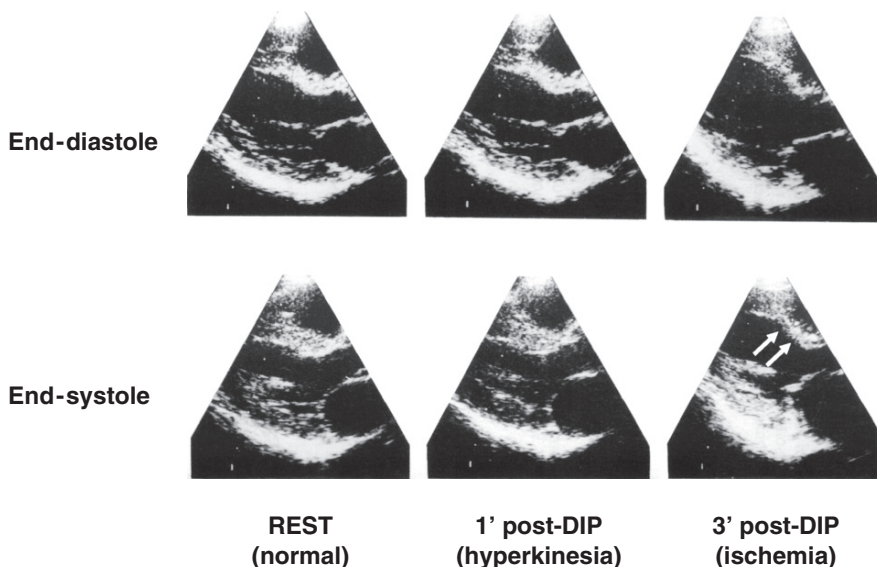 End-diastole
End-systole
REST
(normal)
1' post-DIP
(hyperkinesia)
3' post-DIP
(ischemia)